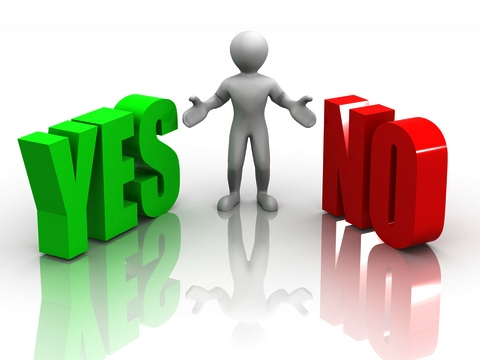 YES NO